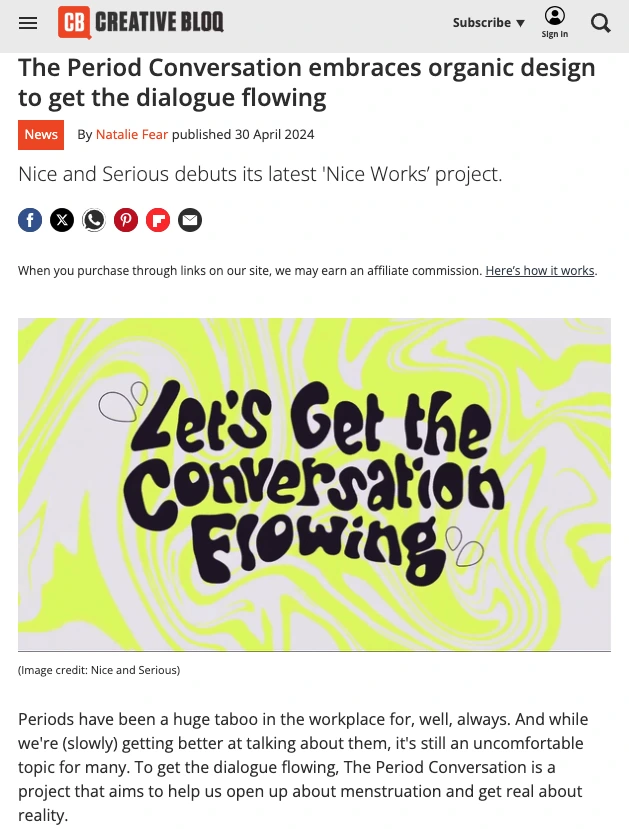 CB CREATIVE BLOQ
Subscribe ▼
Sign in
The Period Conversation embraces organic design
to get the dialogue flowing
News
By Natalie Fear published 30 April 2024
Nice and Serious debuts its latest 'Nice Works’ project.
When you purchase through links on our site, we may earn an affiliate commission. Here’s how it works.
Let's Get the
Conversation
Flowing
(Image credit: Nice and Serious)
Periods have been a huge taboo in the workplace for, well, always. And while
we're (slowly) getting better at talking about them, it's still an uncomfortable
topic for many. To get the dialogue flowing, The Period Conversation is a
project that aims to help us open up about menstruation and get real about
reality.